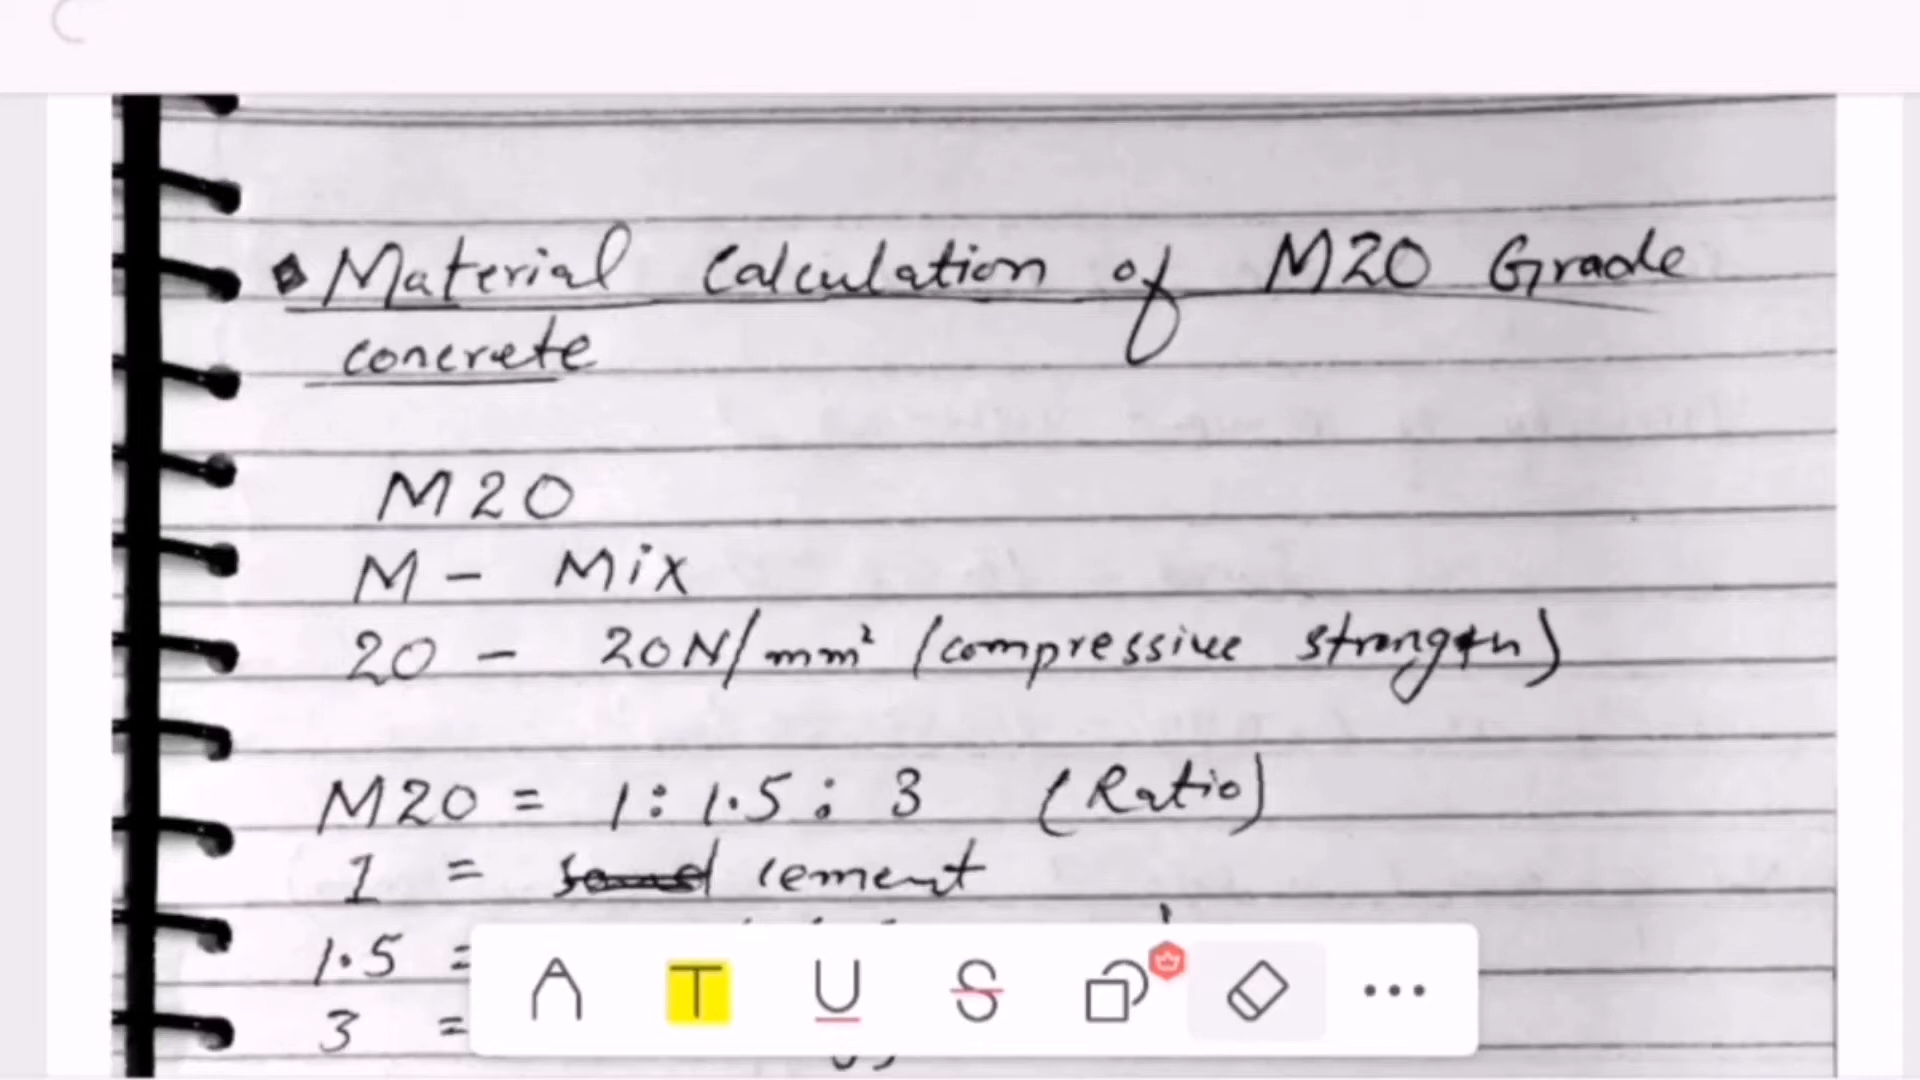 Material Calculation of M20 Grade
concrete
M20
M - Mix
20 - 20N/mm² (compressive strength)
M20 = 1 : 1.5 : 3 (Ratio)
1 = sand cement
1.5 =
3 =